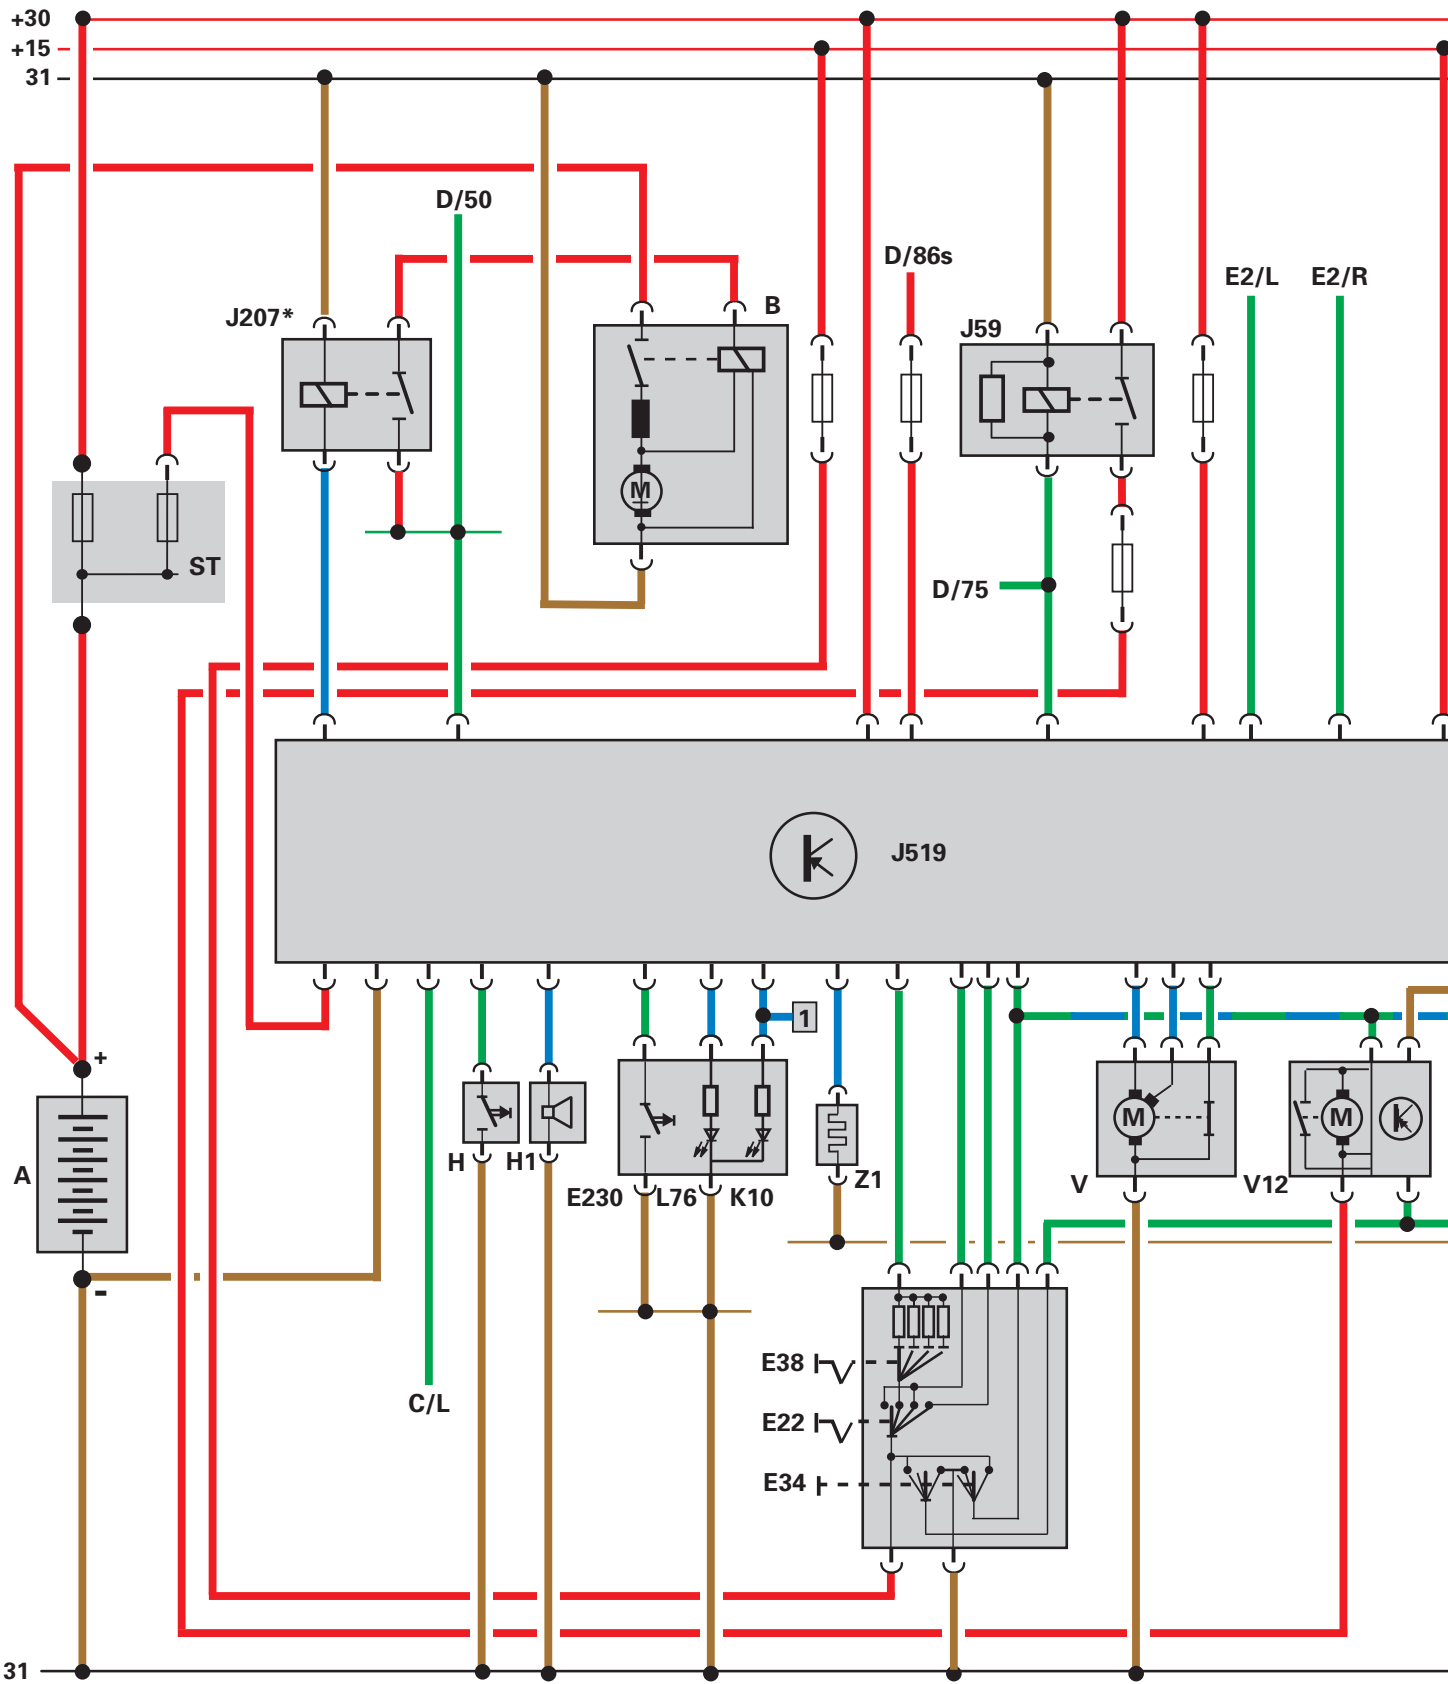 +30
+15
31
D/50
D/86s
E2/L E2/R
J207*
B
J59
M
ST
D/75
J519
1
+
A
M
M
H
H1
E230
L76
K10
Z1
V
V12
-
E38
C/L
E22
E34
31